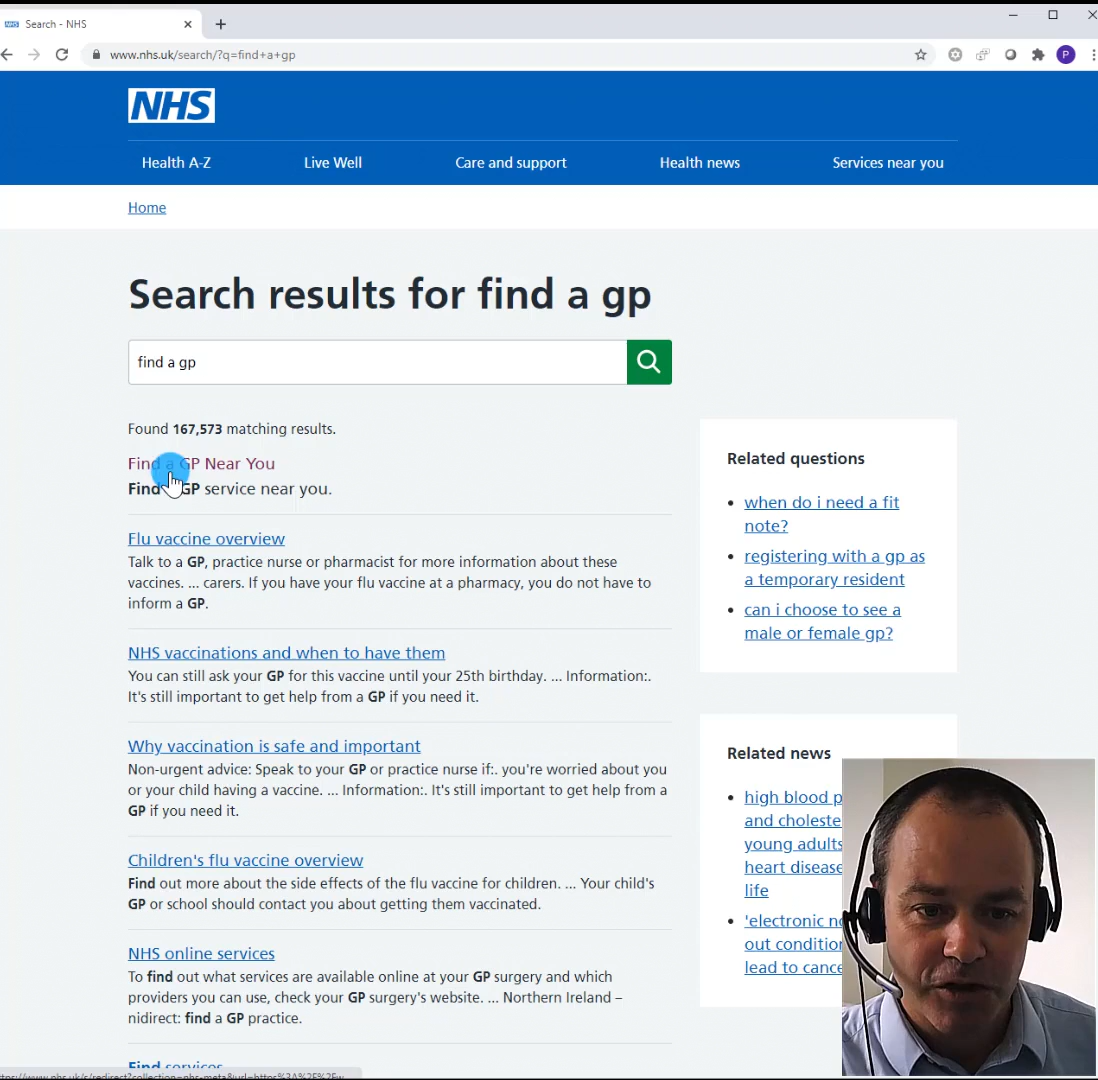 Search - NHS
www.nhs.uk/search/?q=find+a+gp
P
NHS
Health A-Z
Live Well
Care and support
Health news
Services near you
Home
Search results for find a gp
find a gp
Found 167,573 matching results.
Find a GP Near You
Find GP service near you.
Flu vaccine overview
Talk to a GP, practice nurse or pharmacist for more information about these
vaccines. ... carers. If you have your flu vaccine at a pharmacy, you do not have to
inform a GP.
NHS vaccinations and when to have them
You can still ask your GP for this vaccine until your 25th birthday. ... Information:.
It's still important to get help from a GP if you need it.
Why vaccination is safe and important
Non-urgent advice: Speak to your GP or practice nurse if:. you're worried about you
or your child having a vaccine. ... Information:. It's still important to get help from a
GP if you need it.
Children's flu vaccine overview
Find out more about the side effects of the flu vaccine for children. ... Your child's
GP or school should contact you about getting them vaccinated.
NHS online services
To find out what services are available online at your GP surgery and which
providers you can use, check your GP surgery's website. ... Northern Ireland –
nidirect: find a GP practice.
Find services
Related questions
when do i need a fit
note?
registering with a gp as
a temporary resident
can i choose to see a
male or female gp?
Related news
high blood
and
young adults
heart disease
life
'electronic
out
lead to